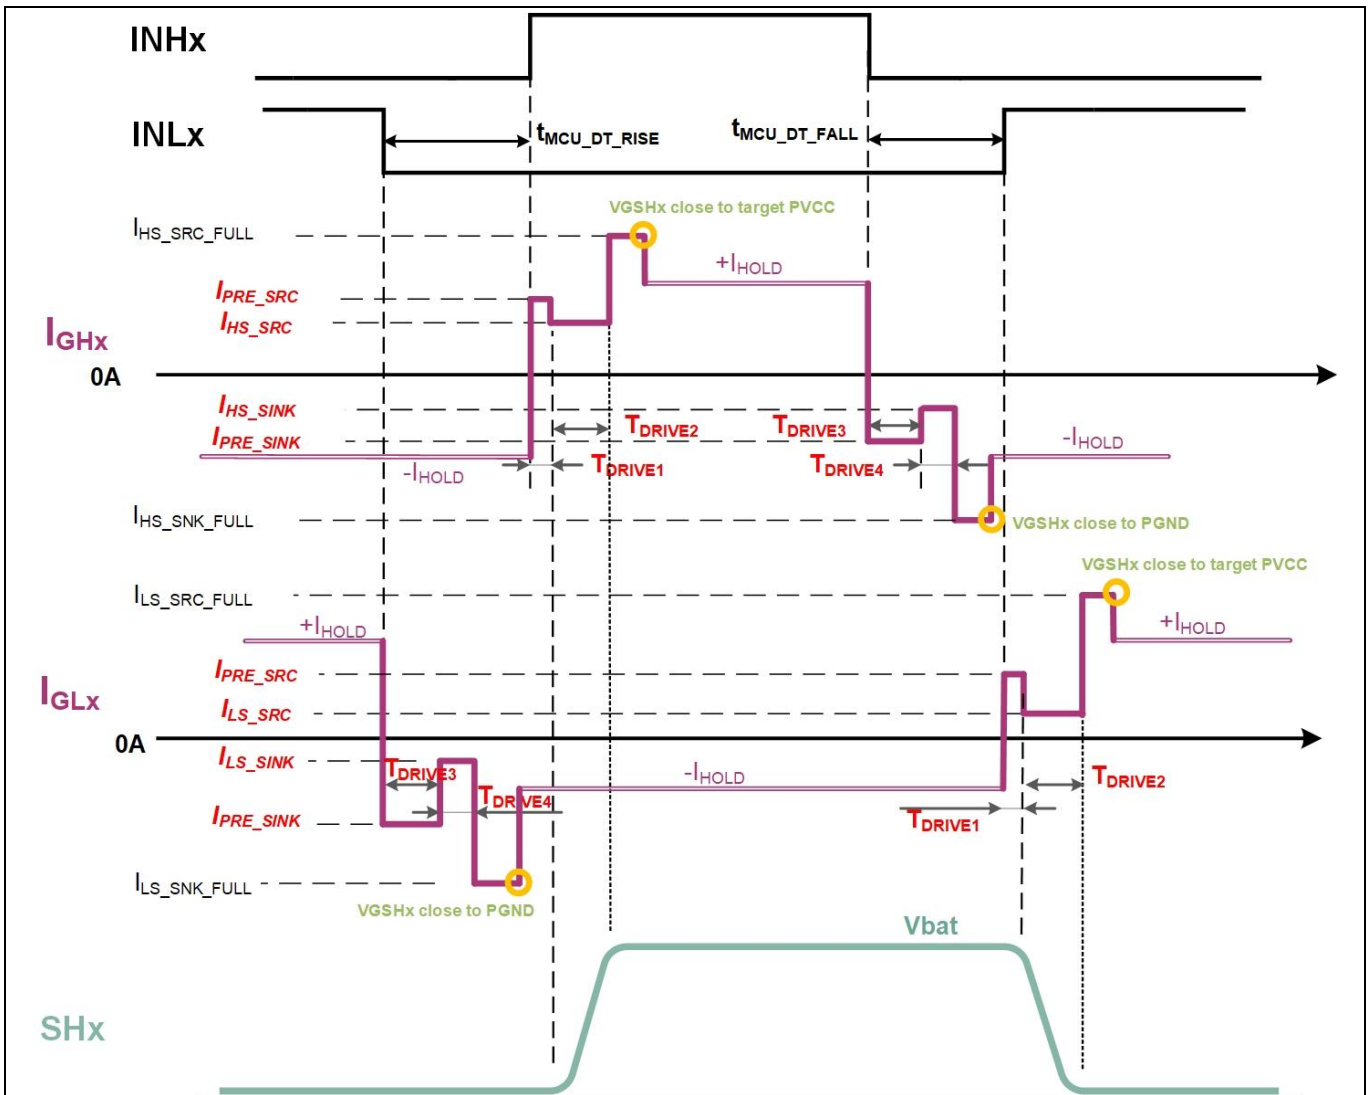 INHx
INLx
tMCU_DT_RISE
tMCU_DT_FALL
VGSHx close to target PVCC
IHS_SRC_FULL
+IHOLD
IPRE_SRC
IHS_SRC
IGHx
0A
IHS_SINK
TDRIVE2
TDRIVE3
IPRE_SINK
-IHOLD
-IHOLD
TDRIVE1
TDRIVE4
IHS_SNK_FULL
VGSHx close to PGND
VGSHx close to target PVCC
ILS_SRC_FULL
+IHOLD
+IHOLD
IPRE_SRC
IGLx
ILS_SRC
0A
ILS_SINK
TDRIVE3
-IHOLD
TDRIVE2
TDRIVE4
IPRE_SINK
TDRIVE1
ILS_SNK_FULL
VGSHx close to PGND
Vbat
SHx